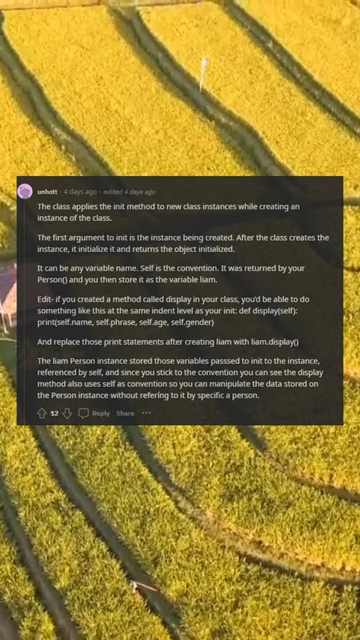 unhott · 4 days ago · edited 4 days ago
The class applies the init method to new class instances while creating an
instance of the class.
The first argument to init is the instance being created. After the class creates the
instance, it initialize it and returns the object initialized.
It can be any variable name. Self is the convention. It was returned by your
Person() and you then store it as the variable liam.
Edit- if you created a method called display in your class, you'd be able to do
something like this at the same indent level as your init: def display(self):
print(self.name, self.phrase, self.age, self.gender)
And replace those print statements after creating liam with liam.display()
The liam Person instance stored those variables passsed to init to the instance,
referenced by self, and since you stick to the convention you can see the display
method also uses self as convention so you can manipulate the data stored on
the Person instance without refering to it by specific a person.
12 Reply Share ···